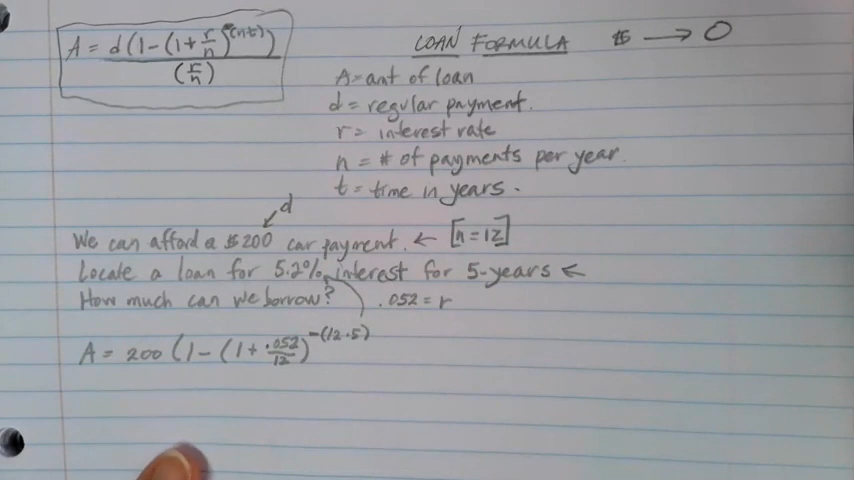 A = d(1-(1+r/n)^-(n·t)) / (r/n)
LOAN FORMULA $ → 0
A = amt of loan
d = regular payment.
r = interest rate
n = # of payments per year.
t = time in years.
d
We can afford a $200 car payment. ← [n=12]
Locate a loan for 5.2% interest for 5-years ←
How much can we borrow? .052 = r
A = 200 (1-(1+.052/12)^-(12·5)